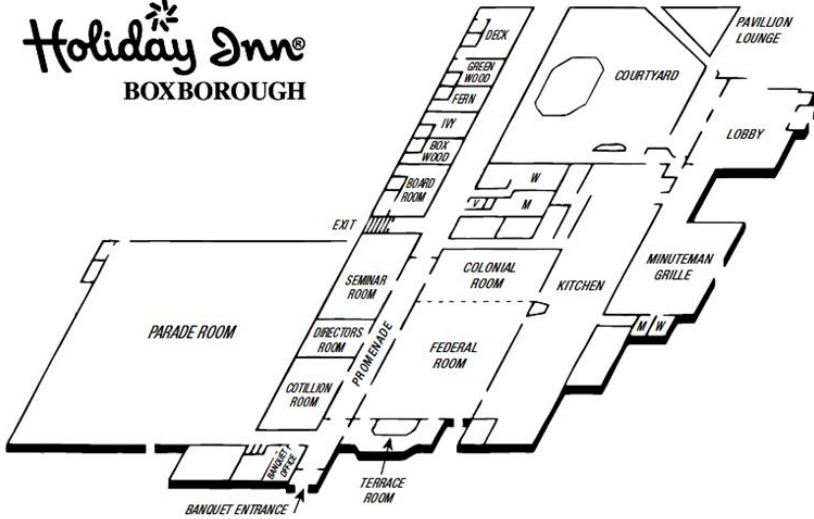 Holiday Inn®
BOXBOROUGH
DECK
GREEN
WOOD
FERN
IVY
BOX
WOOD
BOARD
ROOM
EXIT
PAVILLION
LOUNGE
COURTYARD
LOBBY
W
V
M
SEMINAR
ROOM
COLONIAL
ROOM
KITCHEN
MINUTEMAN
GRILLE
M
W
PARADE ROOM
DIRECTORS
ROOM
PROMENADE
FEDERAL
ROOM
COTILLION
ROOM
BANQUET
OFFICE
TERRACE
ROOM
BANQUET ENTRANCE